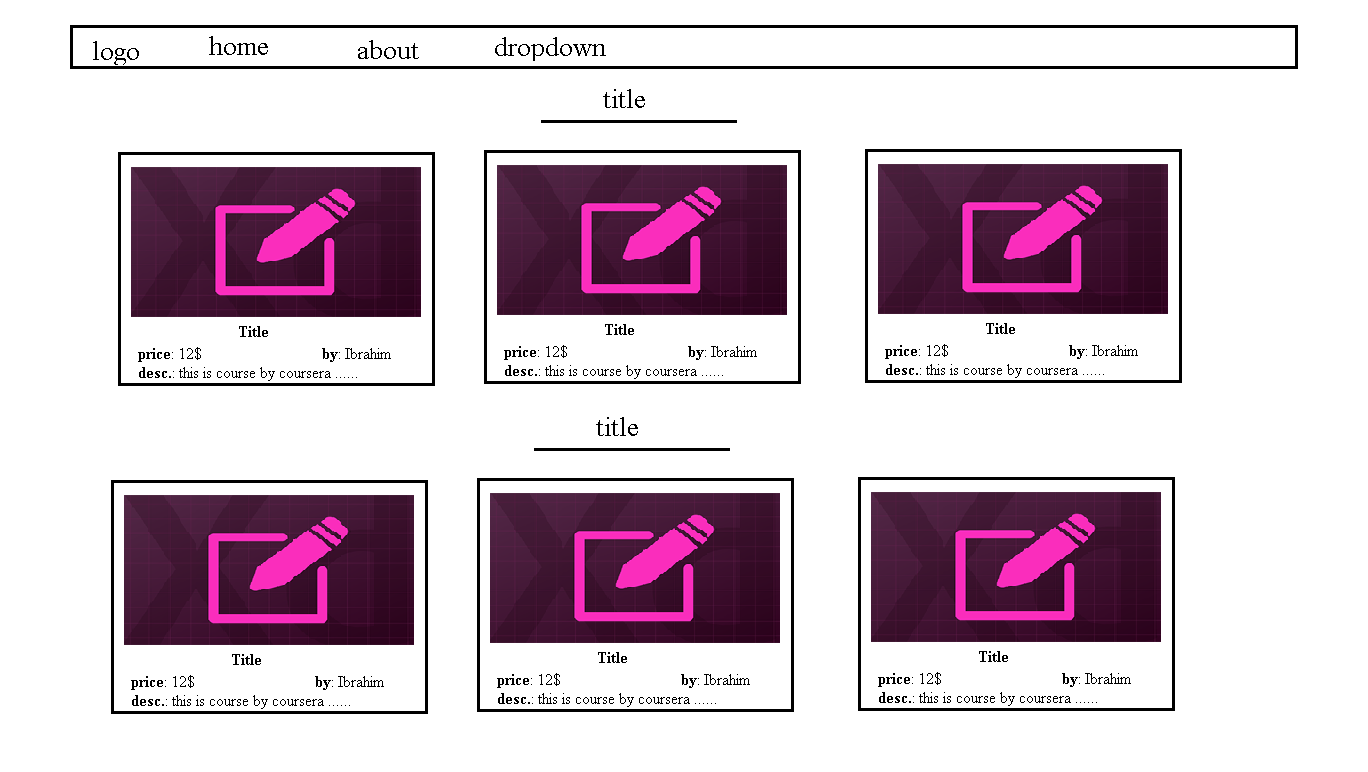 logo home about dropdown
title
Title Title Title
price: 12$ by: Ibrahim price: 12$ by: Ibrahim price: 12$ by: Ibrahim
desc.: this is course by coursera ...... desc.: this is course by coursera ...... desc.: this is course by coursera ......
title
Title Title Title
price: 12$ by: Ibrahim price: 12$ by: Ibrahim price: 12$ by: Ibrahim
desc.: this is course by coursera ...... desc.: this is course by coursera ...... desc.: this is course by coursera ......